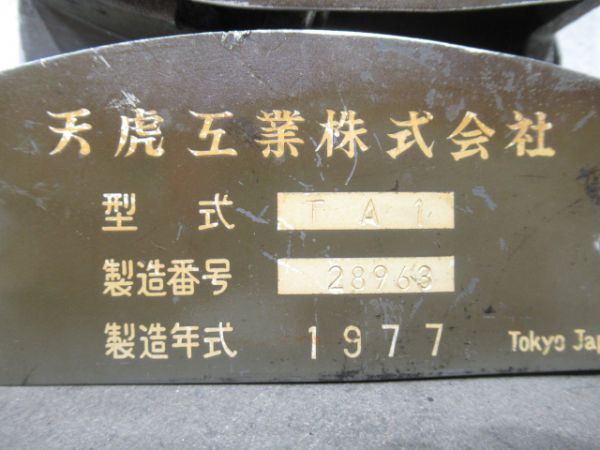 天虎工業株式会社
型式 TA1
製造番号 28963
製造年式 1977 Tokyo Jap